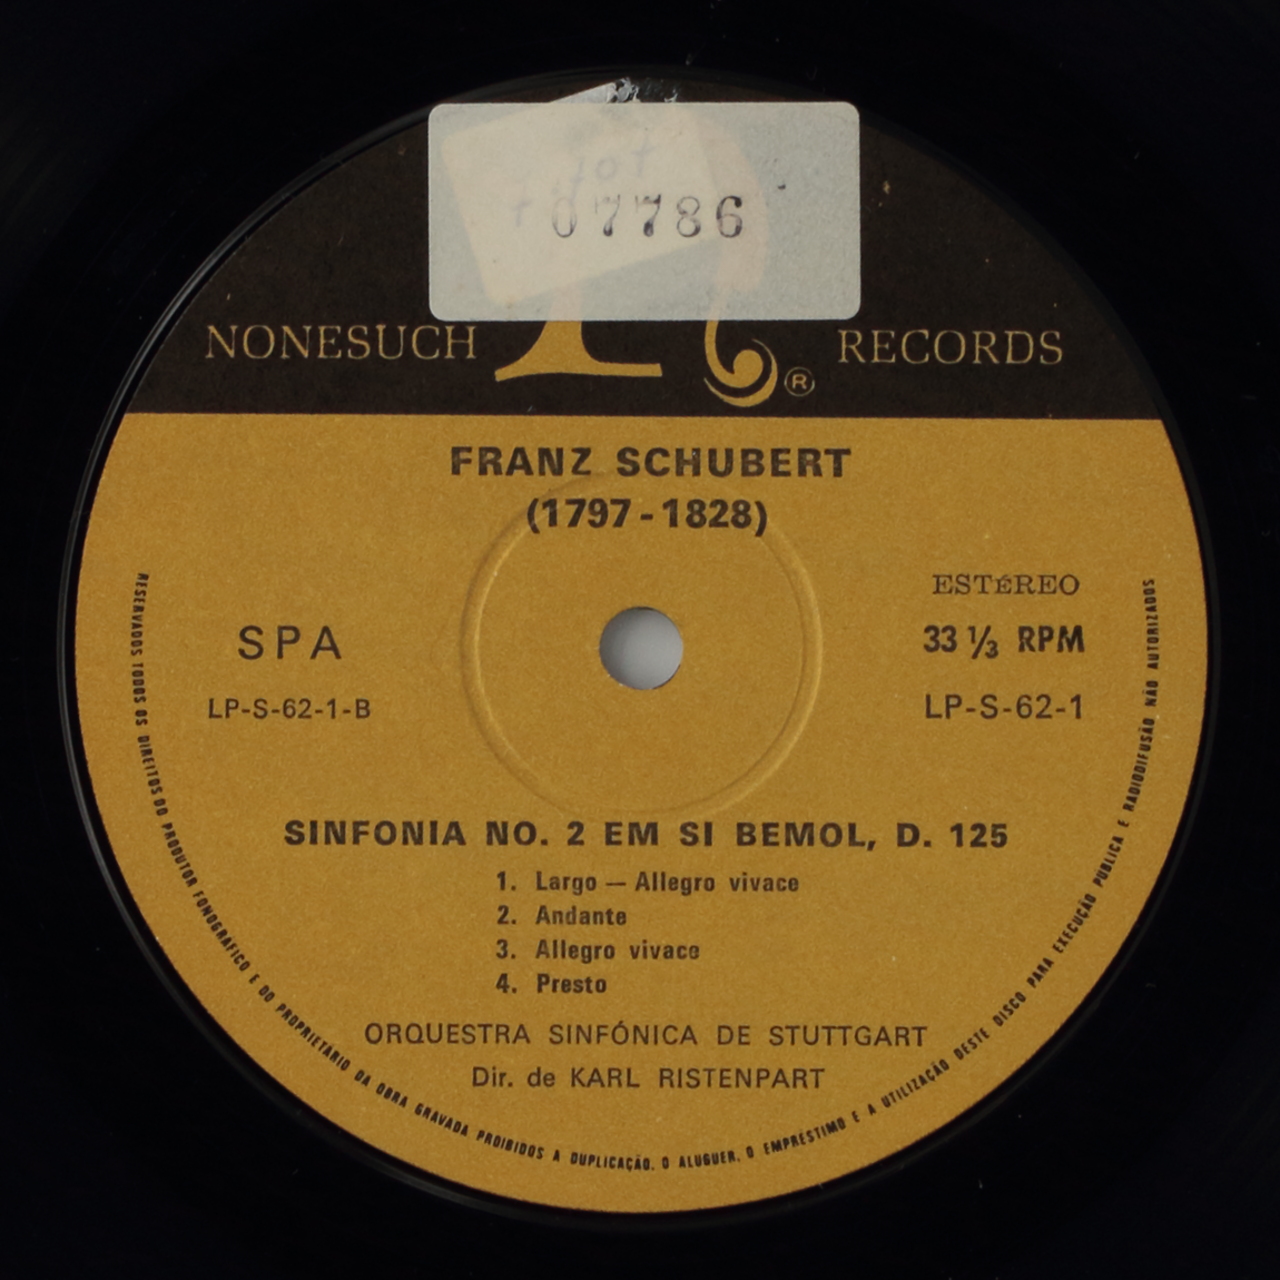 07786
NONESUCH RECORDS
®
FRANZ SCHUBERT
(1797-1828)
ESTéREO
SPA
33 1/3 RPM
LP-S-62-1-B
LP-S-62-1
SINFONIA NO. 2 EM SI BEMOL, D. 125
1. Largo — Allegro vivace
2. Andante
3. Allegro vivace
4. Presto
ORQUESTRA SINFÓNICA DE STUTTGART
Dir. de KARL RISTENPART
RESERVADOS TODOS OS DIREITOS DO PRODUTOR FONOGRÁFICO E DO PROPRIETÁRIO DA OBRA GRAVADA PROIBIDOS A DUPLICAÇÃO, O ALUGUER, O EMPRÉSTIMO E A UTILIZAÇÃO DESTE DISCO PARA EXECUÇÃO PÚBLICA E RADIODIFUSÃO NÃO AUTORIZADOS